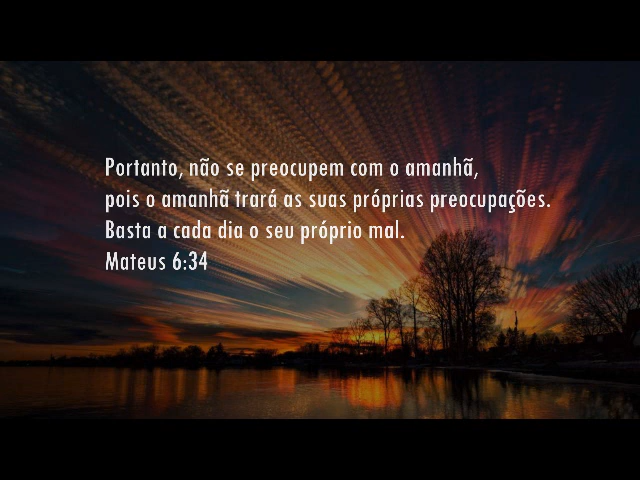 Portanto, não se preocupem com o amanhã,
pois o amanhã trará as suas próprias preocupações.
Basta a cada dia o seu próprio mal.
Mateus 6:34